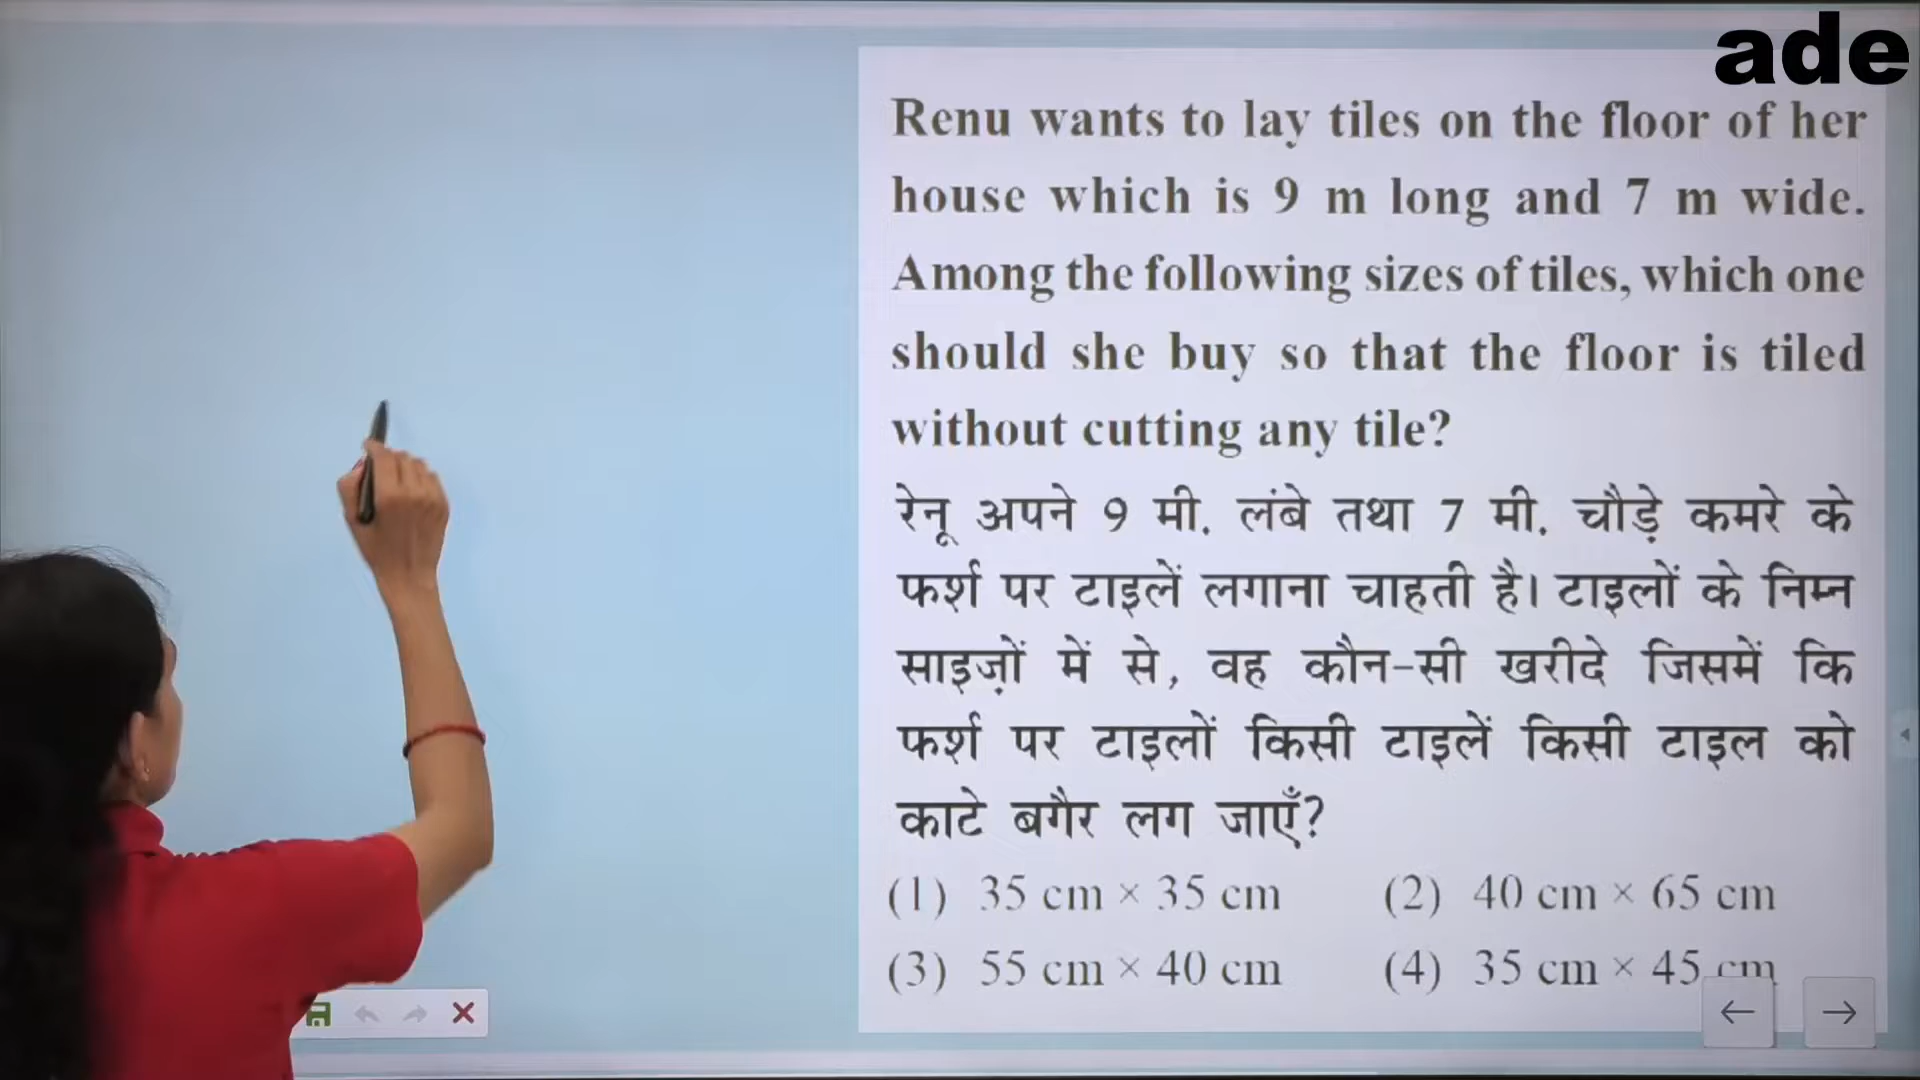 ade
Renu wants to lay tiles on the floor of her
house which is 9 m long and 7 m wide.
Among the following sizes of tiles, which one
should she buy so that the floor is tiled
without cutting any tile?
रेनू अपने 9 मी. लंबे तथा 7 मी. चौड़े कमरे के
फर्श पर टाइलें लगाना चाहती है। टाइलों के निम्न
साइज़ों में से, वह कौन-सी खरीदे जिसमें कि
फर्श पर टाइलों किसी टाइलें किसी टाइल को
काटे बगैर लग जाएँ?
(1) 35 cm × 35 cm (2) 40 cm × 65 cm
(3) 55 cm × 40 cm (4) 35 cm × 45 cm